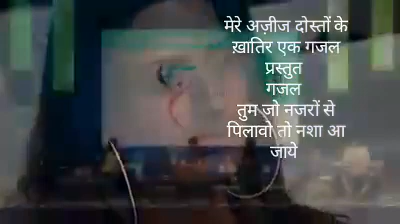 मेरे अज़ीज दोस्तों के
ख़ातिर एक गजल
प्रस्तुत
गजल
तुम जो नजरों से
पिलावो तो नशा आ
जाये